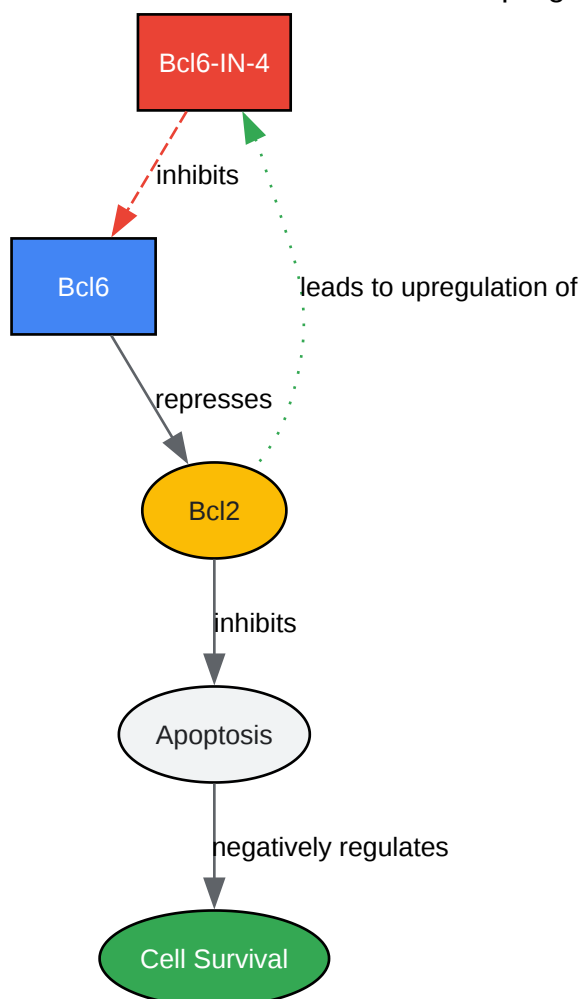 Bcl6-IN-4
inhibits
Bcl6
leads to upregulation of
represses
Bcl2
inhibits
Apoptosis
negatively regulates
Cell Survival